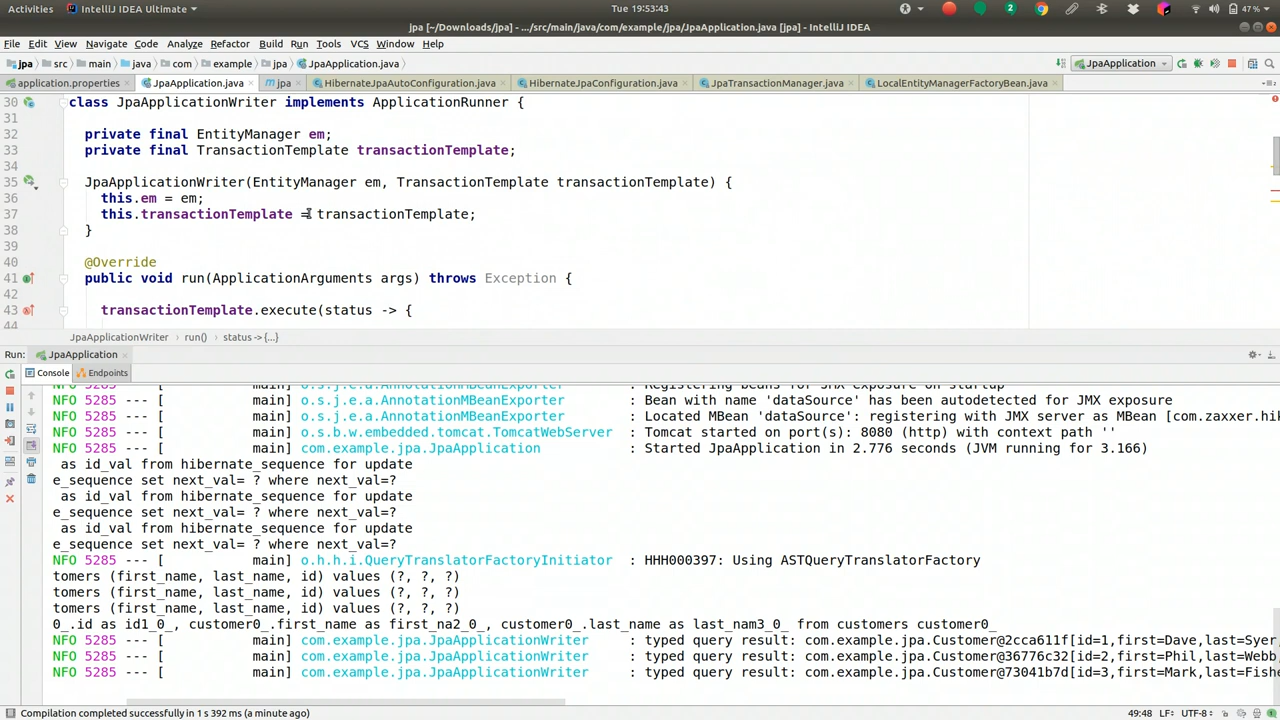 Activities IntelliJ IDEA Ultimate Tue 19:53:43 2 47 %
jpa [~/Downloads/jpa] - .../src/main/java/com/example/jpa/JpaApplication.java [jpa] - IntelliJ IDEA
File Edit View Navigate Code Analyze Refactor Build Run Tools VCS Window Help
jpa src main java com example jpa JpaApplication.java JpaApplication
application.properties JpaApplication.java m jpa HibernateJpaAutoConfiguration.java HibernateJpaConfiguration.java JpaTransactionManager.java LocalEntityManagerFactoryBean.java
30 class JpaApplicationWriter implements ApplicationRunner {
31
32 private final EntityManager em;
33 private final TransactionTemplate transactionTemplate;
34
35 JpaApplicationWriter(EntityManager em, TransactionTemplate transactionTemplate) {
36 this.em = em;
37 this.transactionTemplate = transactionTemplate;
38 }
39
40 @Override
41 public void run(ApplicationArguments args) throws Exception {
42
43 transactionTemplate.execute(status -> {
44
JpaApplicationWriter run() status -> {...}
Run: JpaApplication
Console Endpoints
NFO 5285 --- [ main] o.s.j.e.a.AnnotationMBeanExporter : Registering beans for JMX exposure on startup
NFO 5285 --- [ main] o.s.j.e.a.AnnotationMBeanExporter : Bean with name 'dataSource' has been autodetected for JMX exposure
NFO 5285 --- [ main] o.s.j.e.a.AnnotationMBeanExporter : Located MBean 'dataSource': registering with JMX server as MBean [com.zaxxer.hi
NFO 5285 --- [ main] o.s.b.w.embedded.tomcat.TomcatWebServer : Tomcat started on port(s): 8080 (http) with context path ''
NFO 5285 --- [ main] com.example.jpa.JpaApplication : Started JpaApplication in 2.776 seconds (JVM running for 3.166)
as id_val from hibernate_sequence for update
e_sequence set next_val= ? where next_val=?
as id_val from hibernate_sequence for update
e_sequence set next_val= ? where next_val=?
as id_val from hibernate_sequence for update
e_sequence set next_val= ? where next_val=?
NFO 5285 --- [ main] o.h.h.i.QueryTranslatorFactoryInitiator : HHH000397: Using ASTQueryTranslatorFactory
tomers (first_name, last_name, id) values (?, ?, ?)
tomers (first_name, last_name, id) values (?, ?, ?)
tomers (first_name, last_name, id) values (?, ?, ?)
0_.id as id1_0_, customer0_.first_name as first_na2_0_, customer0_.last_name as last_nam3_0_ from customers customer0_
NFO 5285 --- [ main] com.example.jpa.JpaApplicationWriter : typed query result: com.example.jpa.Customer@2cca611f[id=1,first=Dave,last=Syer
NFO 5285 --- [ main] com.example.jpa.JpaApplicationWriter : typed query result: com.example.jpa.Customer@36776c32[id=2,first=Phil,last=Webb
NFO 5285 --- [ main] com.example.jpa.JpaApplicationWriter : typed query result: com.example.jpa.Customer@73041b7d[id=3,first=Mark,last=Fishe
Compilation completed successfully in 1 s 392 ms (a minute ago) 49:48 LF÷ UTF-8÷